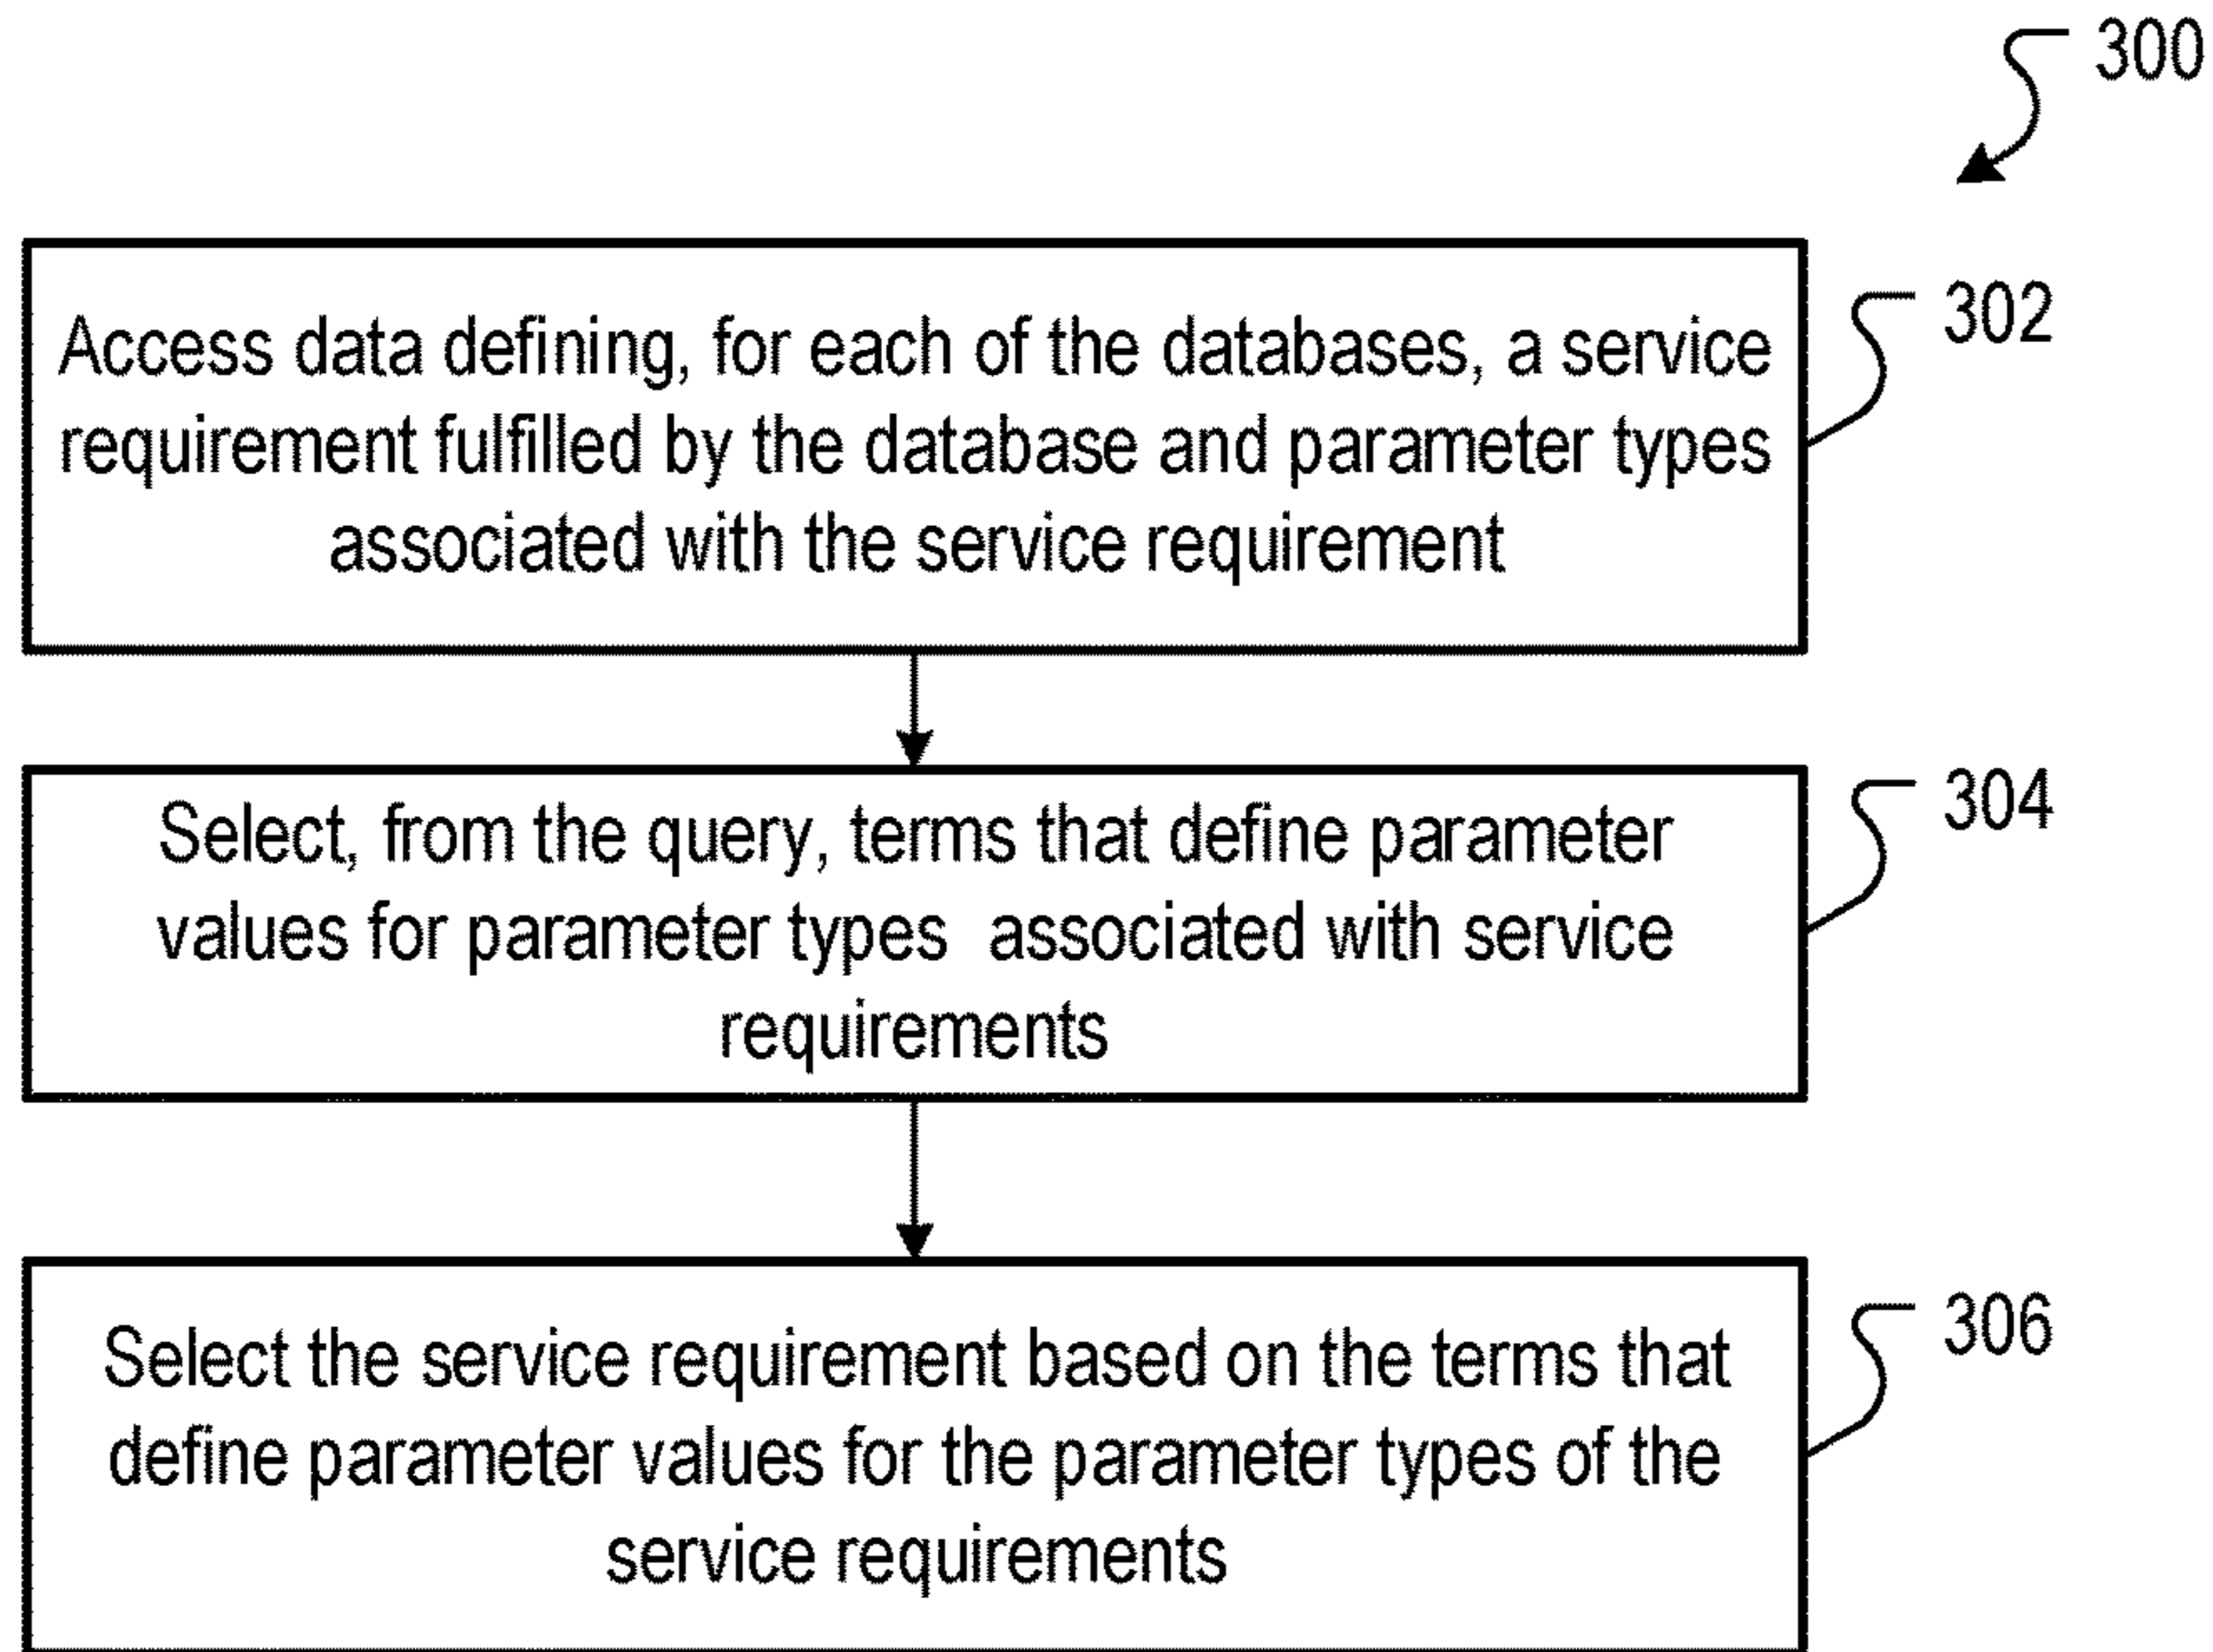 300
Access data defining, for each of the databases, a service
requirement fulfilled by the database and parameter types
associated with the service requirement
302
Select, from the query, terms that define parameter
values for parameter types associated with service
requirements
304
Select the service requirement based on the terms that
define parameter values for the parameter types of the
service requirements
306